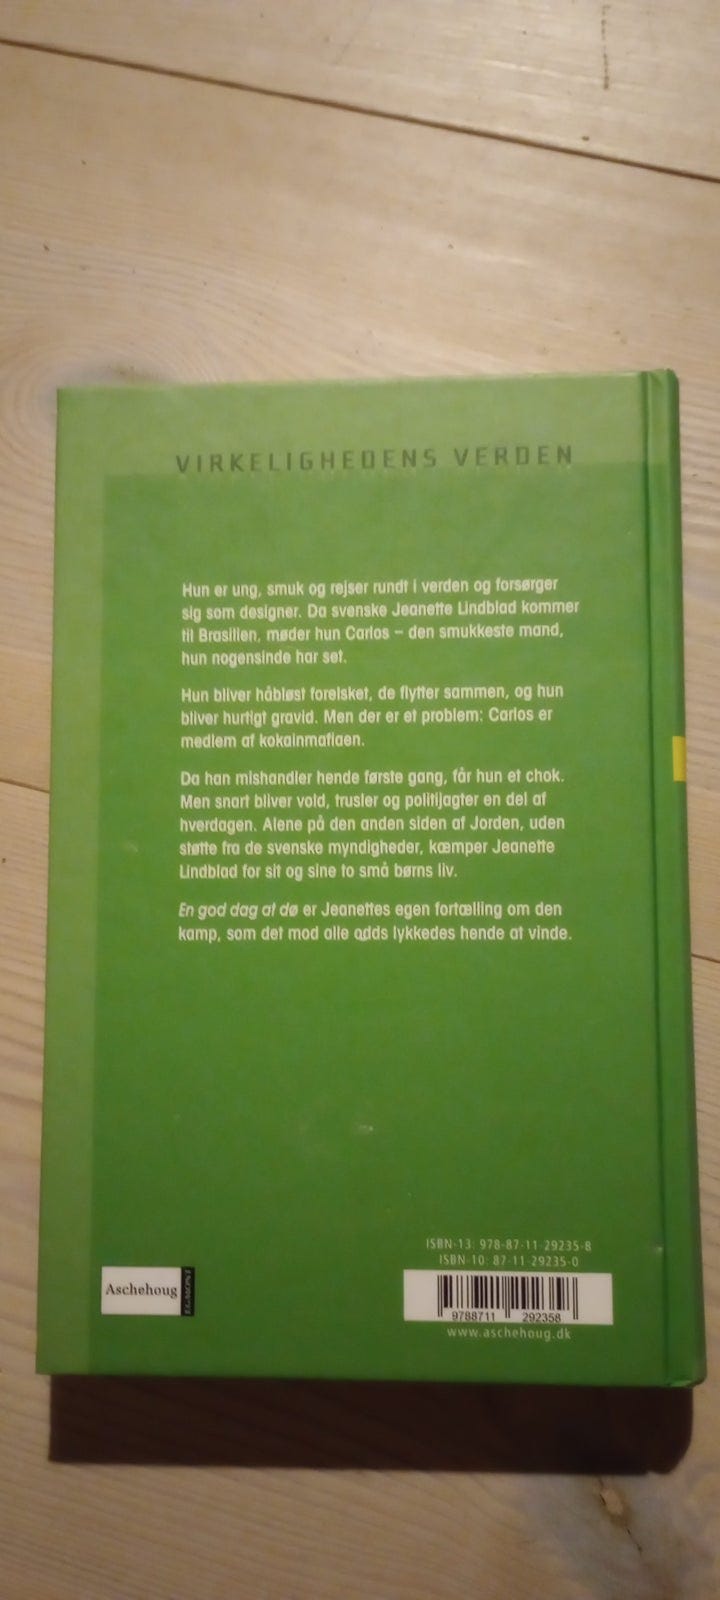 VIRKELIGHEDENS VERDEN
Hun er ung, smuk og rejser rundt i verden og forsørger
sig som designer. Da svenske Jeanette Lindblad kommer
til Brasilien, møder hun Carlos – den smukkeste mand,
hun nogensinde har set.
Hun bliver håbløst forelsket, de flytter sammen, og hun
bliver hurtigt gravid. Men der er et problem: Carlos er
medlem af kokainmafiaen.
Da han mishandler hende første gang, får hun et chok.
Men snart bliver vold, trusler og politijagter en del af
hverdagen. Alene på den anden siden af Jorden, uden
støtte fra de svenske myndigheder, kæmper Jeanette
Lindblad for sit og sine to små børns liv.
En god dag at dø er Jeanettes egen fortælling om den
kamp, som det mod alle odds lykkedes hende at vinde.
ISBN-13: 978-87-11-29235-8
ISBN-10: 87-11-29235-0
Aschehoug
EGMONT
9788711 292358
www.aschehoug.dk